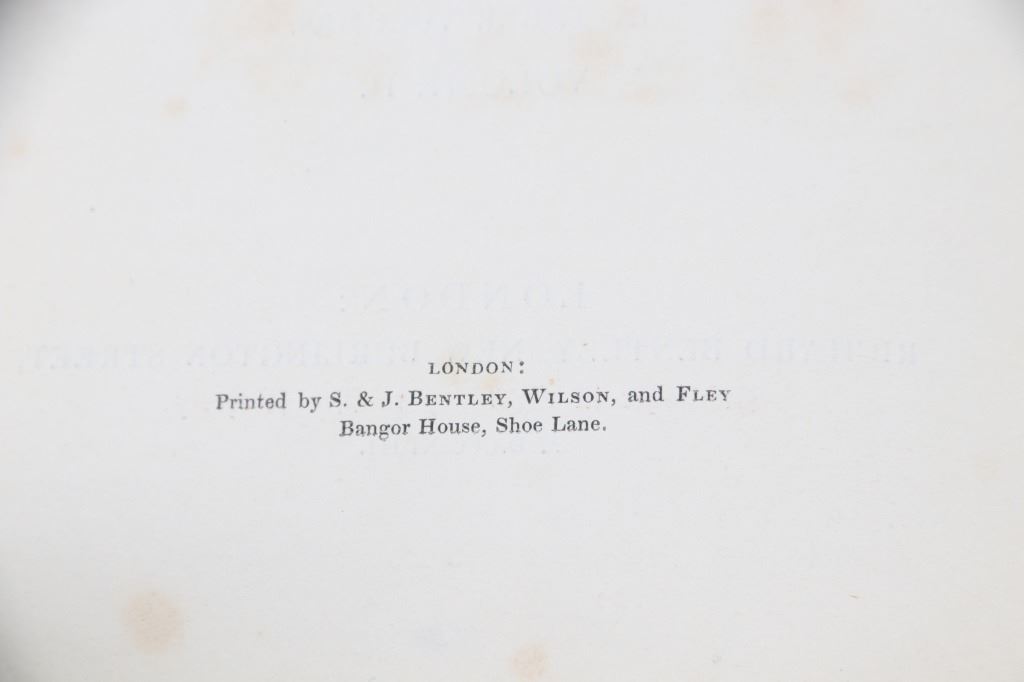 LONDON:
Printed by S. & J. BENTLEY, WILSON, and FLEY
Bangor House, Shoe Lane.